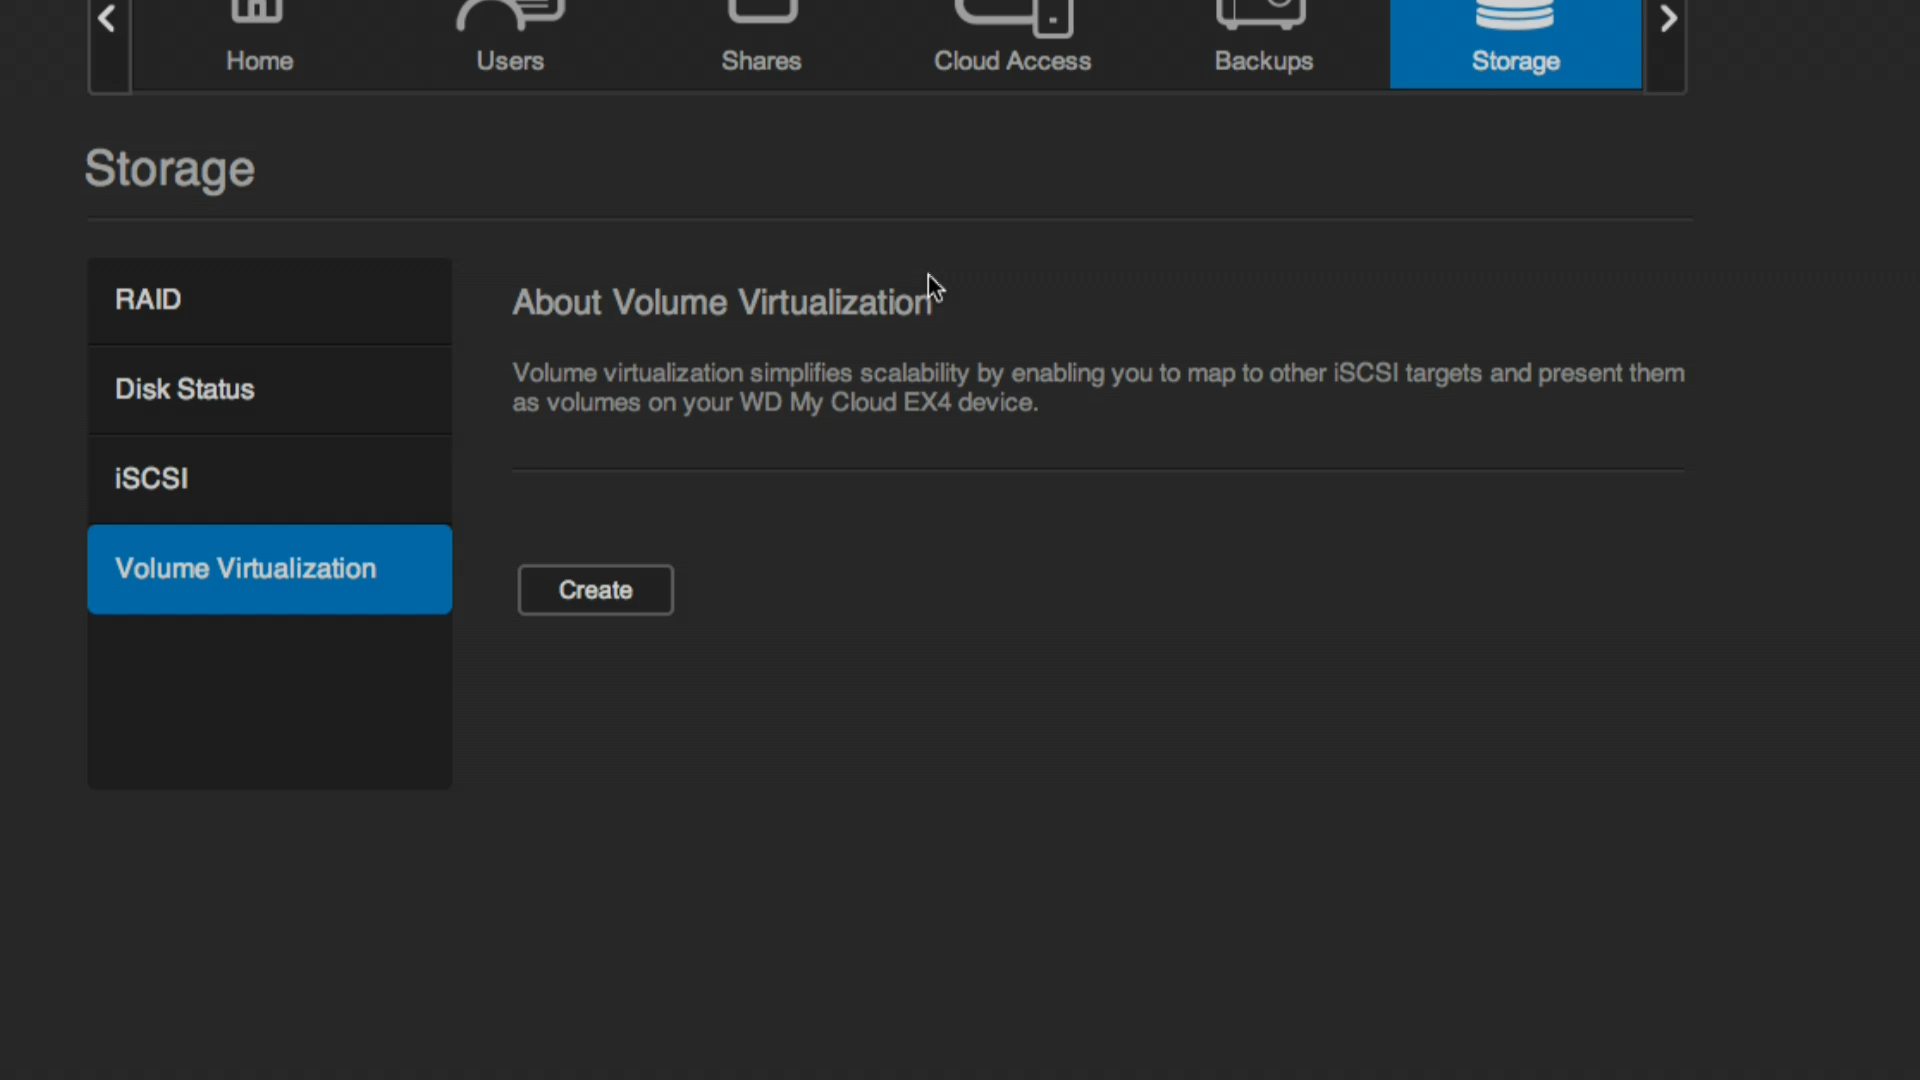 Home
Users
Shares
Cloud Access
Backups
Storage
Storage
RAID
Disk Status
iSCSI
Volume Virtualization
About Volume Virtualization
Volume virtualization simplifies scalability by enabling you to map to other iSCSI targets and present them
as volumes on your WD My Cloud EX4 device.
Create